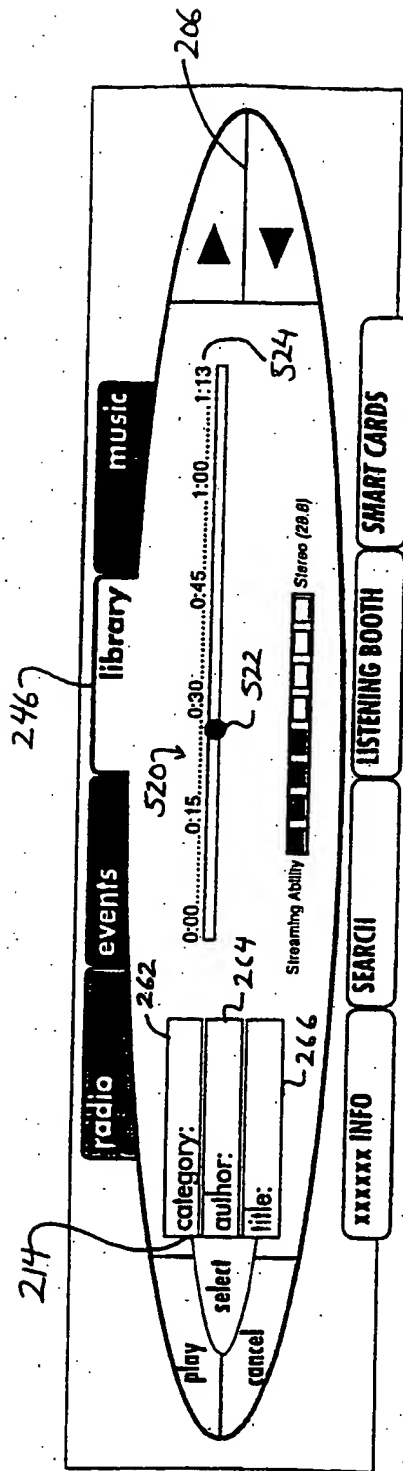 246
radio
events
library
music
206
214
play
select
cancel
category:
author:
title:
262
264
266
520
0:00
0:15
0:30
0:45
1:00
1:13
522
524
Streaming Ability
Stereo (28.8)
xxxxxx INFO
SEARCH
LISTENING BOOTH
SMART CARDS